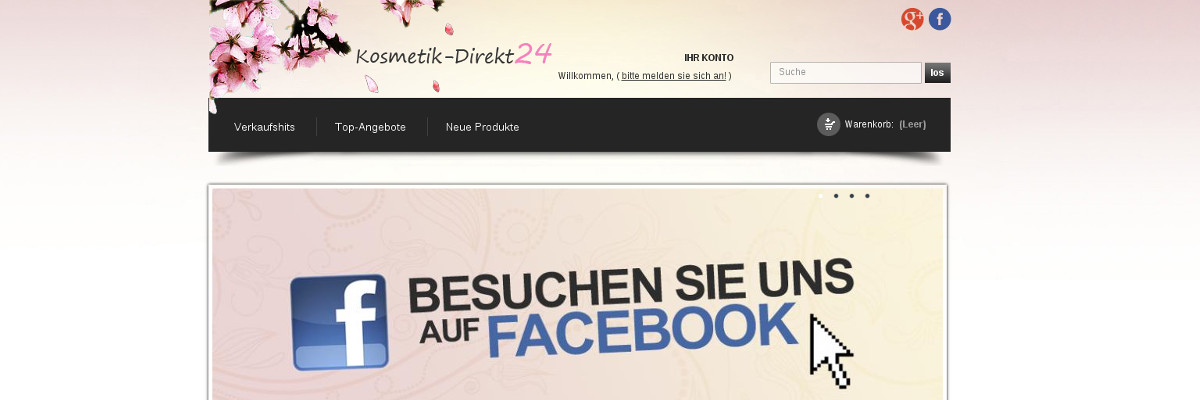 g+ f
Kosmetik-Direkt24
IHR KONTO
Willkommen, ( bitte melden sie sich an! )
Suche
los
Verkaufshits
Top-Angebote
Neue Produkte
Warenkorb: (Leer)
f
BESUCHEN SIE UNS
AUF FACEBOOK